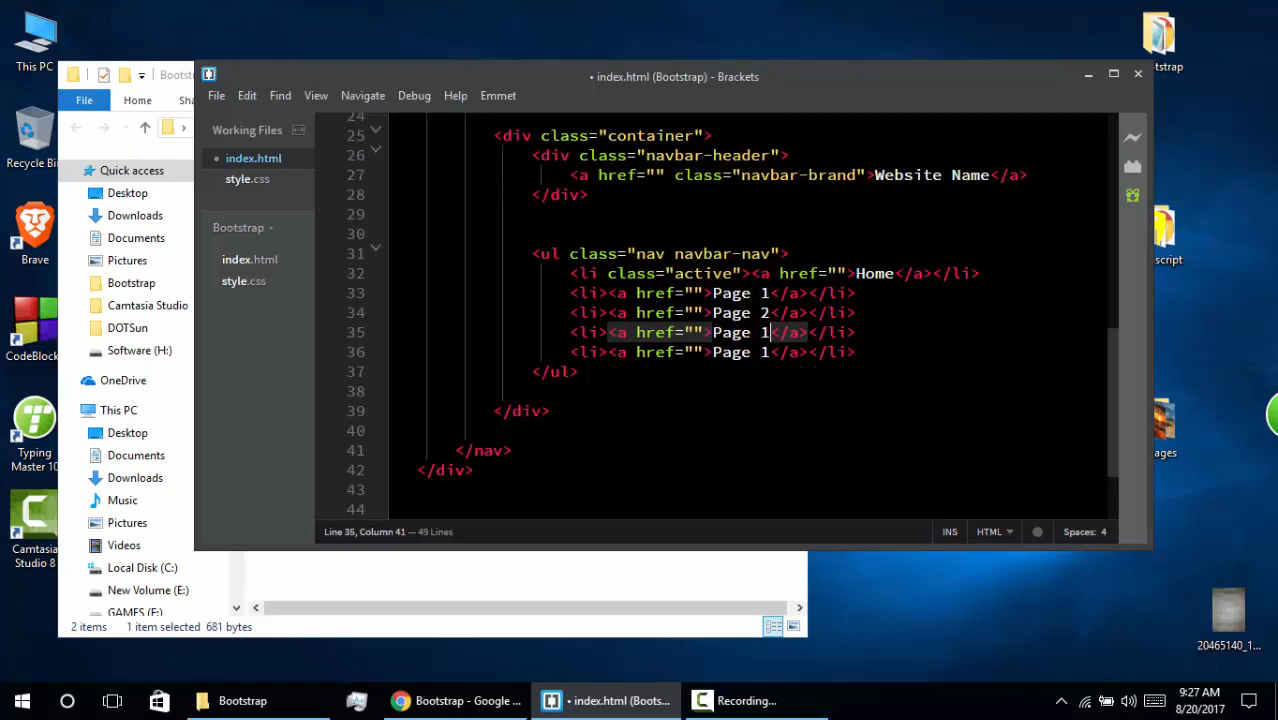 This PC
Recycle Bin
Brave
CodeBlock
Typing
Master 10
Camtasia
Studio 8
File
Home
Quick access
Desktop
Downloads
Documents
Pictures
Bootstrap
Camtasia Studio
DOTSun
Software (H:)
OneDrive
This PC
Desktop
Documents
Downloads
Music
Pictures
Videos
Local Disk (C:)
New Volume (E:)
GAMES (F:)
2 items 1 item selected 681 bytes
• index.html (Bootstrap) - Brackets
File Edit Find View Navigate Debug Help Emmet
Working Files
index.html
style.css
Bootstrap
index.html
style.css
24
25 <div class="container">
26 <div class="navbar-header">
27 <a href="" class="navbar-brand">Website Name</a>
28 </div>
29
30
31 <ul class="nav navbar-nav">
32 <li class="active"><a href="">Home</a></li>
33 <li><a href="">Page 1</a></li>
34 <li><a href="">Page 2</a></li>
35 <li><a href="">Page 1</a></li>
36 <li><a href="">Page 1</a></li>
37 </ul>
38
39 </div>
40
41 </nav>
42 </div>
43
44
Line 35, Column 41 — 49 Lines
INS HTML Spaces: 4
20465140_1...
Bootstrap
Bootstrap - Google ...
• index.html (Boots...
Recording...
9:27 AM
8/20/2017